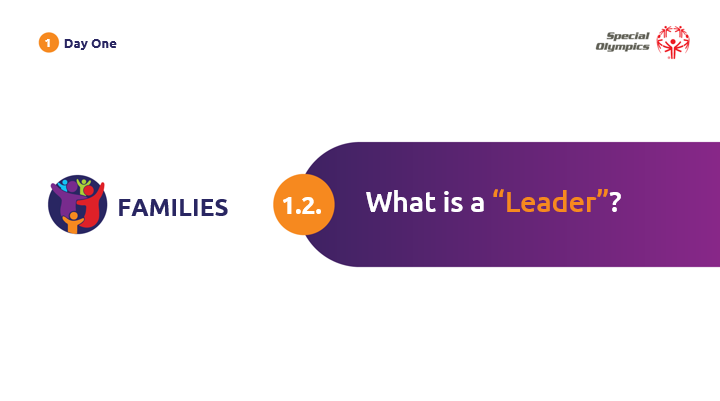 1 Day One
Special
Olympics
FAMILIES
1.2. What is a “Leader”?